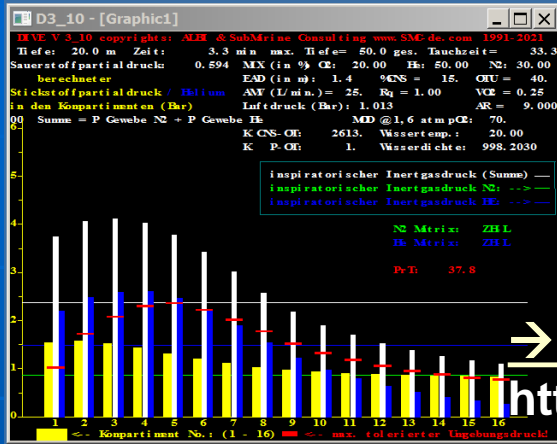 D3_10 - [Graphic1]
DIVE V 3_10 copyrights: ALBI & SubMarine Consulting www.SMC-de.com 1991-2021
Tiefe: 20.0 m Zeit: 3.3 min max. Tiefe= 50.0 ges. Tauchzeit= 33.3
Sauerstoffpartialdruck: 0.594 MIX (in %) O2: 20.00 He: 50.00 N2: 30.00
berechneter EAD (in m): 1.4 %CNS = 15. OTU = 40.
Stickstoffpartialdruck / Helium AMV (L/min.)= 25. Rq = 1.00 VO2 = 0.25
in den Kompartimenten (Bar) Luftdruck (Bar): 1.013 AR = 9.000
00 Summe = P Gewebe N2 + P Gewebe He MOD @1,6 atm pO2: 70.
K CNS-OT: 2613. Wassertemp.: 20.00
K P-OT: 1. Wasserdichte: 998.2030
inspiratorischer Inertgasdruck (Summe)
inspiratorischer Inertgasdruck N2: -->
inspiratorischer Inertgasdruck HE: -->
N2 Matrix: ZHL
He Matrix: ZHL
PrT: 37.8
6
5
4
3
2
1
0
1 2 3 4 5 6 7 8 9 10 11 12 13 14 15 16
<-- Kompartiment No.: (1 - 16) <-- max. tolerierter Umgebungsdruck!
htt